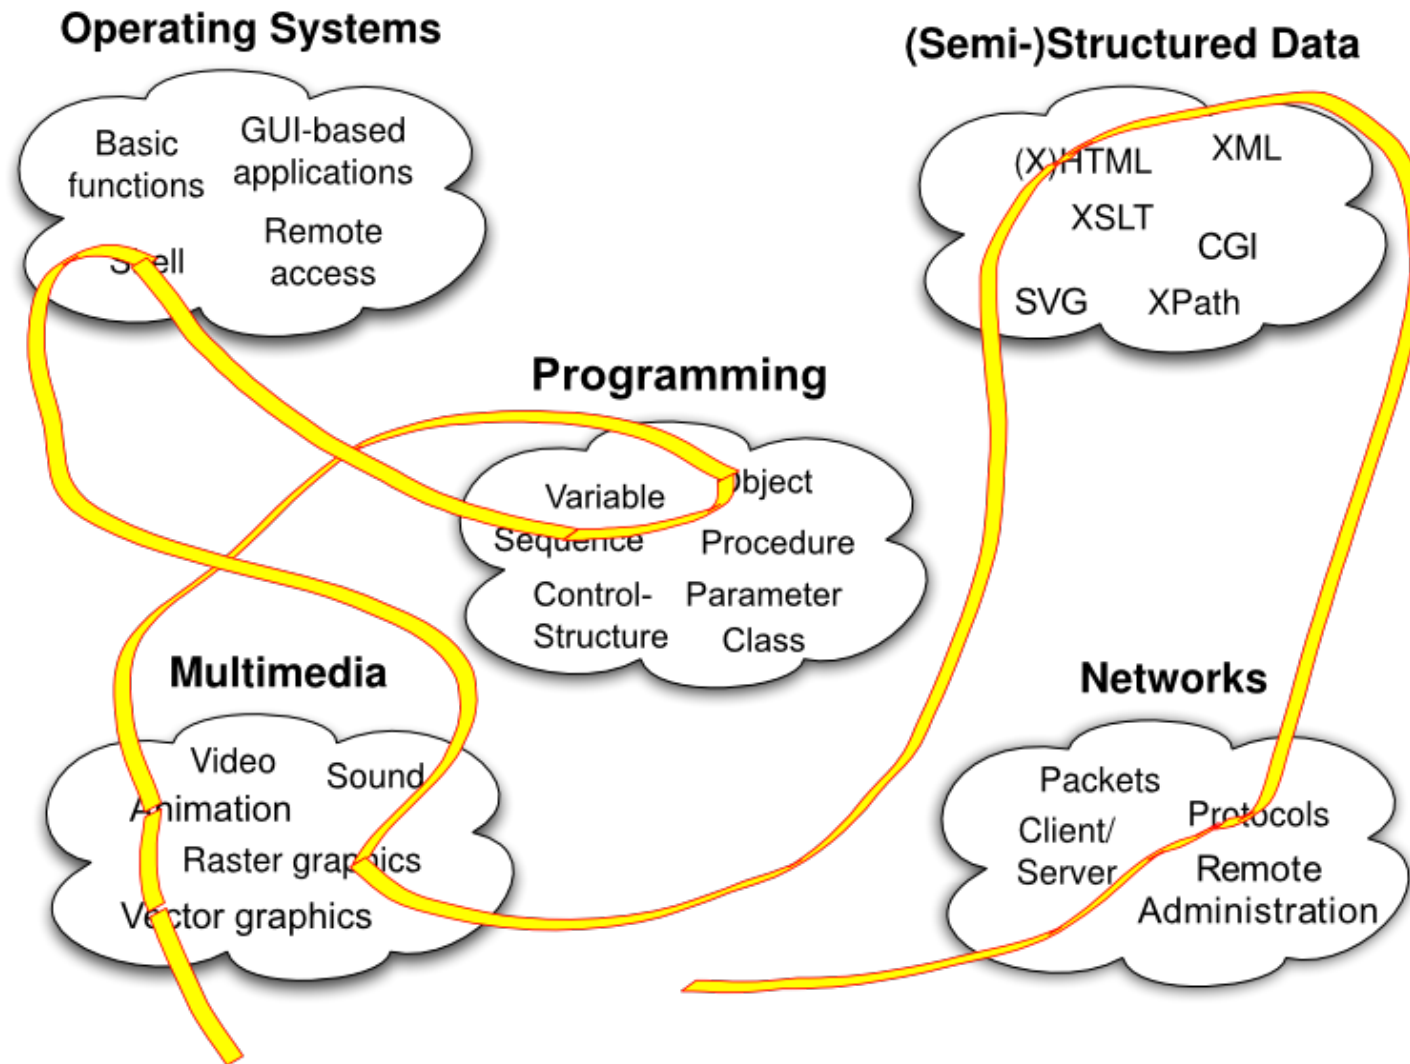 Operating Systems
Basic
functions
GUI-based
applications
Shell
Remote
access
(Semi-)Structured Data
(X)HTML
XML
XSLT
CGI
SVG
XPath
Programming
Variable
Object
Sequence
Procedure
Control-
Structure
Parameter
Class
Multimedia
Video
Sound
Animation
Raster graphics
Vector graphics
Networks
Packets
Protocols
Client/
Server
Remote
Administration